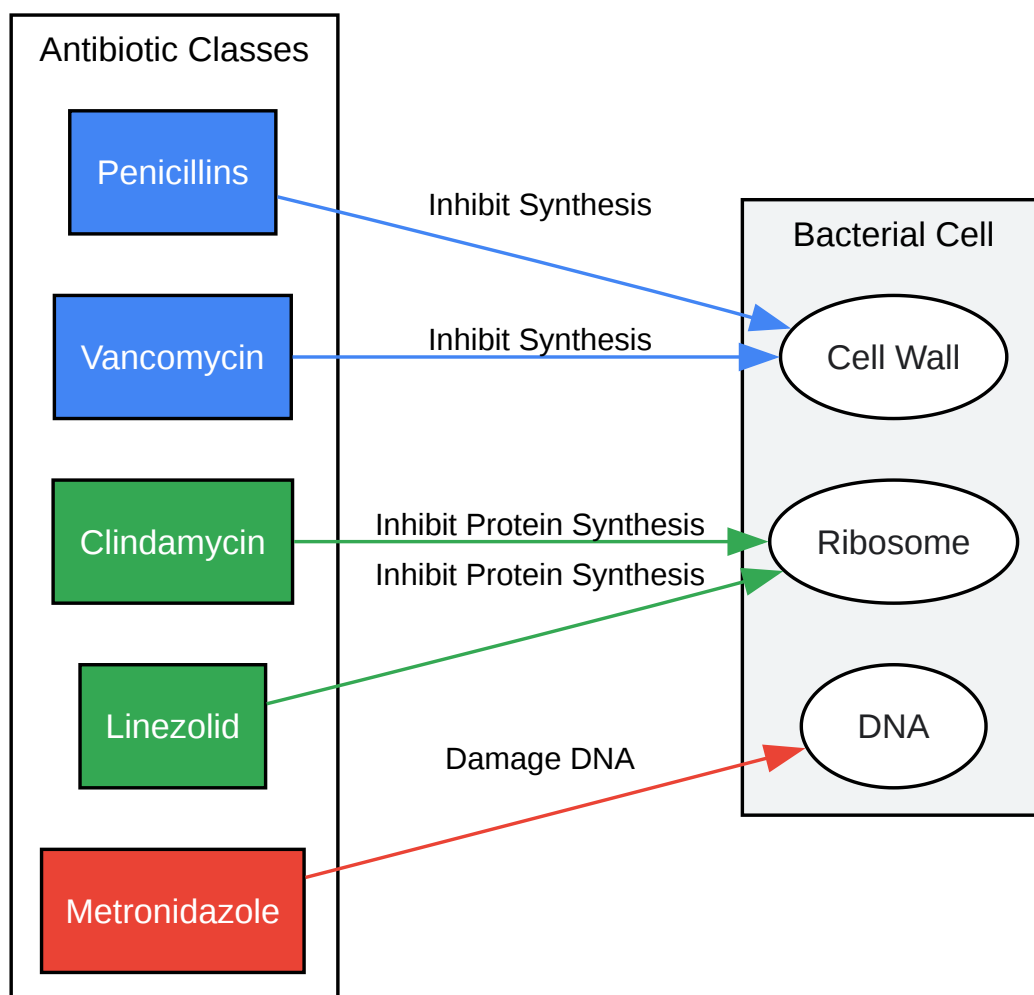 Antibiotic Classes
Penicillins
Inhibit Synthesis
Bacterial Cell
Vancomycin
Inhibit Synthesis
Cell Wall
Clindamycin
Inhibit Protein Synthesis
Ribosome
Inhibit Protein Synthesis
Linezolid
DNA
Damage DNA
Metronidazole